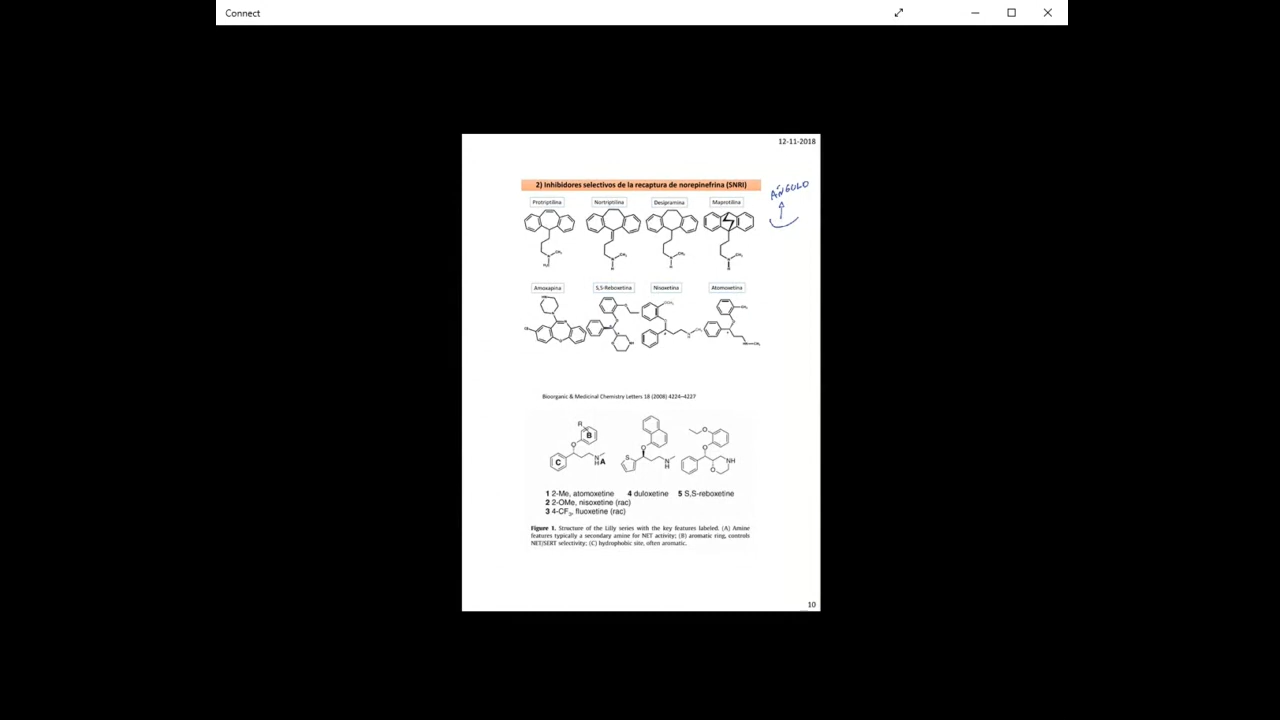 Connect
12-11-2018
2) Inhibidores selectivos de la recaptura de norepinefrina (SNRI)
ÁNGULO
Protriptilina Nortriptilina Desipramina Maprotilina
Amoxapina S,S-Reboxetina Nisoxetina Atomoxetina
Bioorganic & Medicinal Chemistry Letters 18 (2008) 4224–4227
R
B
O
C
N
H A
S
O
N
H
O
O
NH
O
1 2-Me, atomoxetine 4 duloxetine 5 S,S-reboxetine
2 2-OMe, nisoxetine (rac)
3 4-CF3, fluoxetine (rac)
Figure 1. Structure of the Lilly series with the key features labeled. (A) Amine
features typically a secondary amine for NET activity; (B) aromatic ring, controls
NET/SERT selectivity; (C) hydrophobic site, often aromatic.
10